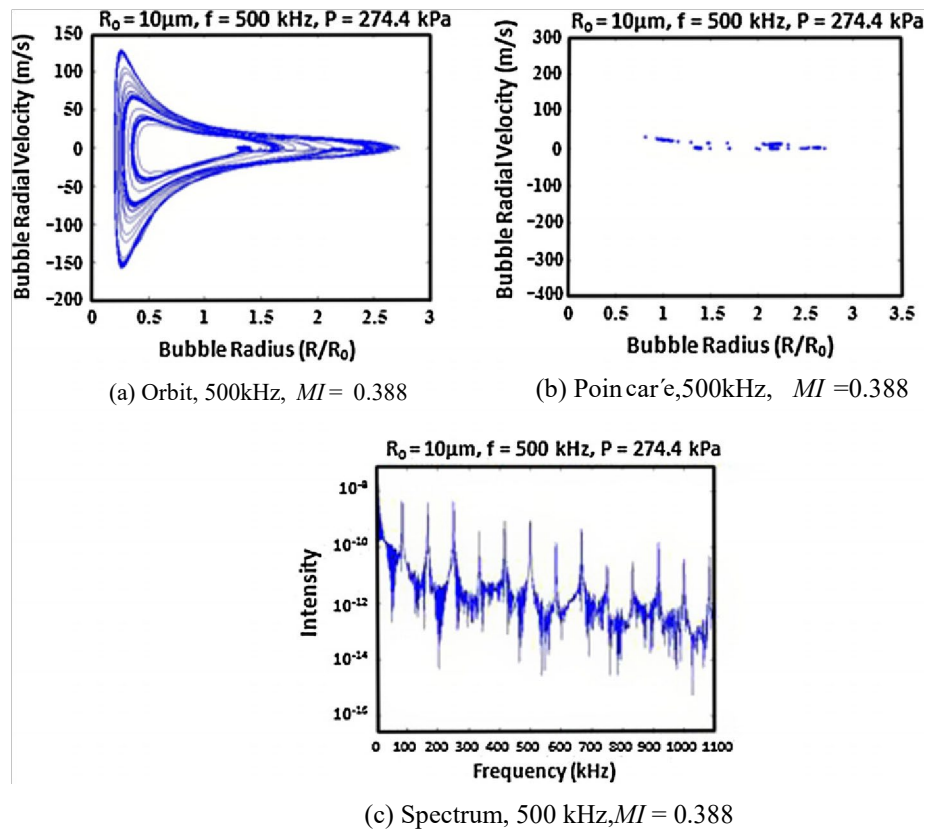 R₀ = 10µm, f = 500 kHz, P = 274.4 kPa
150
100
50
0
−50
−100
−150
−200
Bubble Radial Velocity (m/s)
0 0.5 1 1.5 2 2.5 3
Bubble Radius (R/R₀)
(a) Orbit, 500kHz, MI = 0.388
R₀ = 10µm, f = 500 kHz, P = 274.4 kPa
300
200
100
0
−100
−200
−300
−400
Bubble Radial Velocity (m/s)
0 0.5 1 1.5 2 2.5 3 3.5
Bubble Radius (R/R₀)
(b) Poin car´e,500kHz, MI =0.388
R₀ = 10µm, f = 500 kHz, P = 274.4 kPa
10⁻⁸
10⁻¹⁰
10⁻¹²
10⁻¹⁴
10⁻¹⁶
Intensity
0 100 200 300 400 500 600 700 800 900 1000 1100
Frequency (kHz)
(c) Spectrum, 500 kHz,MI = 0.388